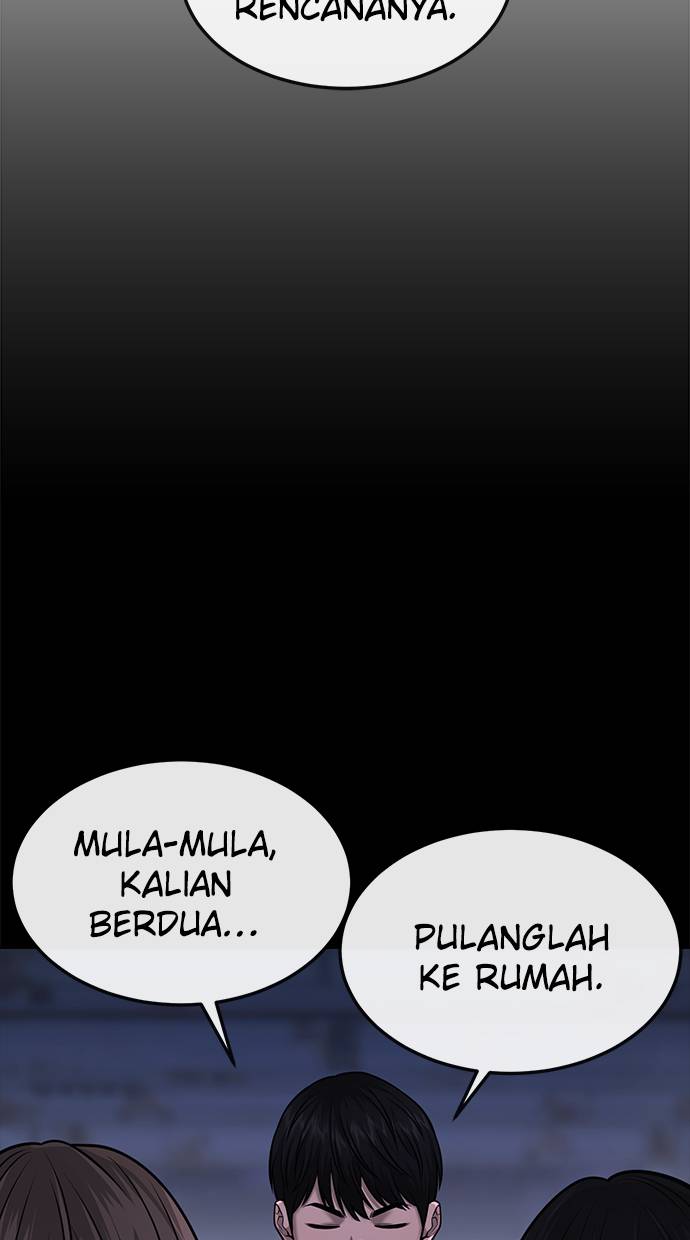 RENCANANYA.
MULA-MULA,
KALIAN
BERDUA...
PULANGLAH
KE RUMAH.